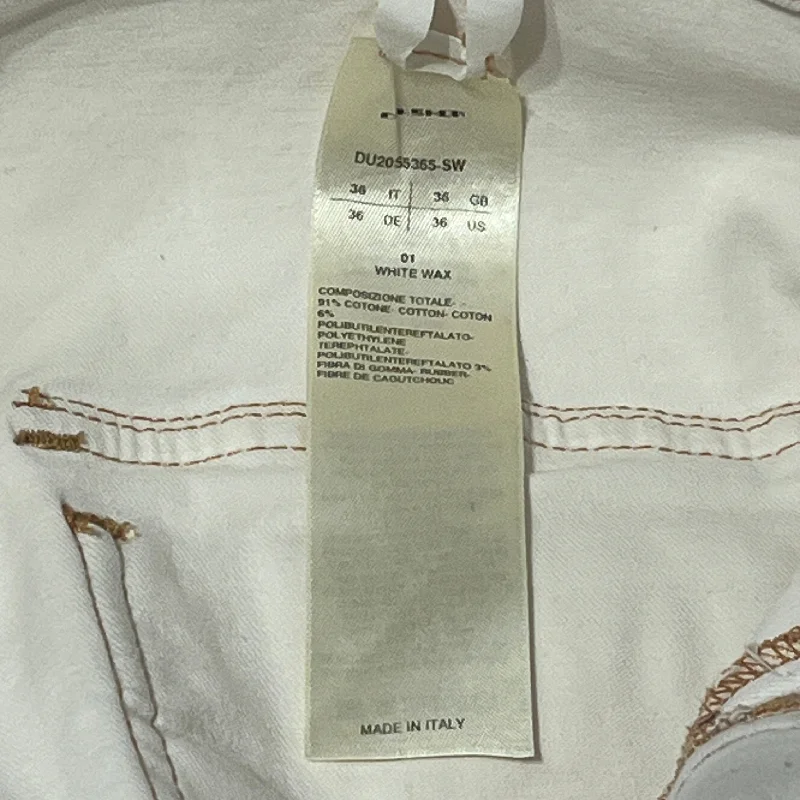 DU2055365-SW
36 IT 36 GB
36 DE 36 US
01
WHITE WAX
COMPOSIZIONE TOTALE- -
91% COTONE- COTTON- COTON
6%
POLIBUTILENTEREFTALATO-
POLYETHYLENE
TEREPHTALATE-
POLIBUTILENTEREFTALATO 3%
FIBRA DI GOMMA- RUBBER-
FIBRE DE CAOUTCHOUC
MADE IN ITALY